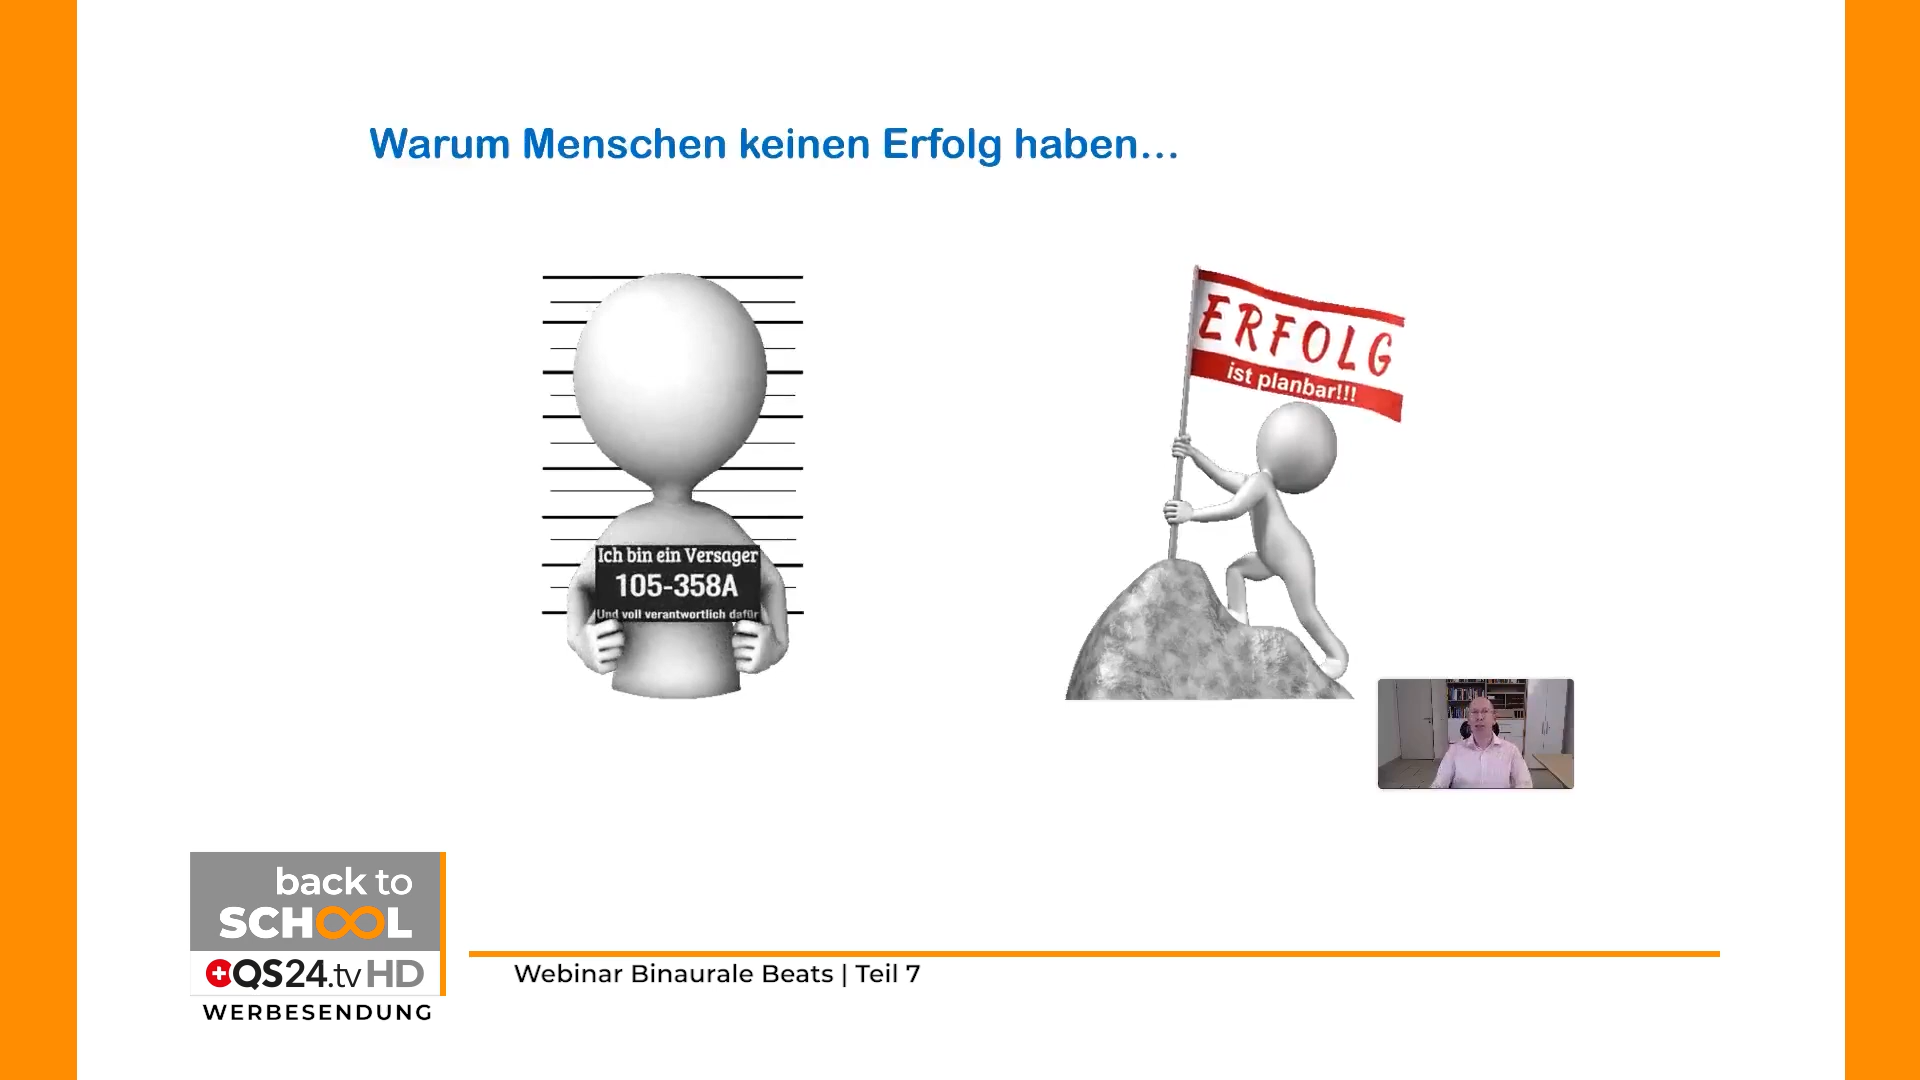 Warum Menschen keinen Erfolg haben...
ERFOLG
ist planbar!!!
Ich bin ein Versager
105-358A
Und voll verantwortlich dafür
back to
SCHOOL
QS24.tv HD
WERBESENDUNG
Webinar Binaurale Beats | Teil 7